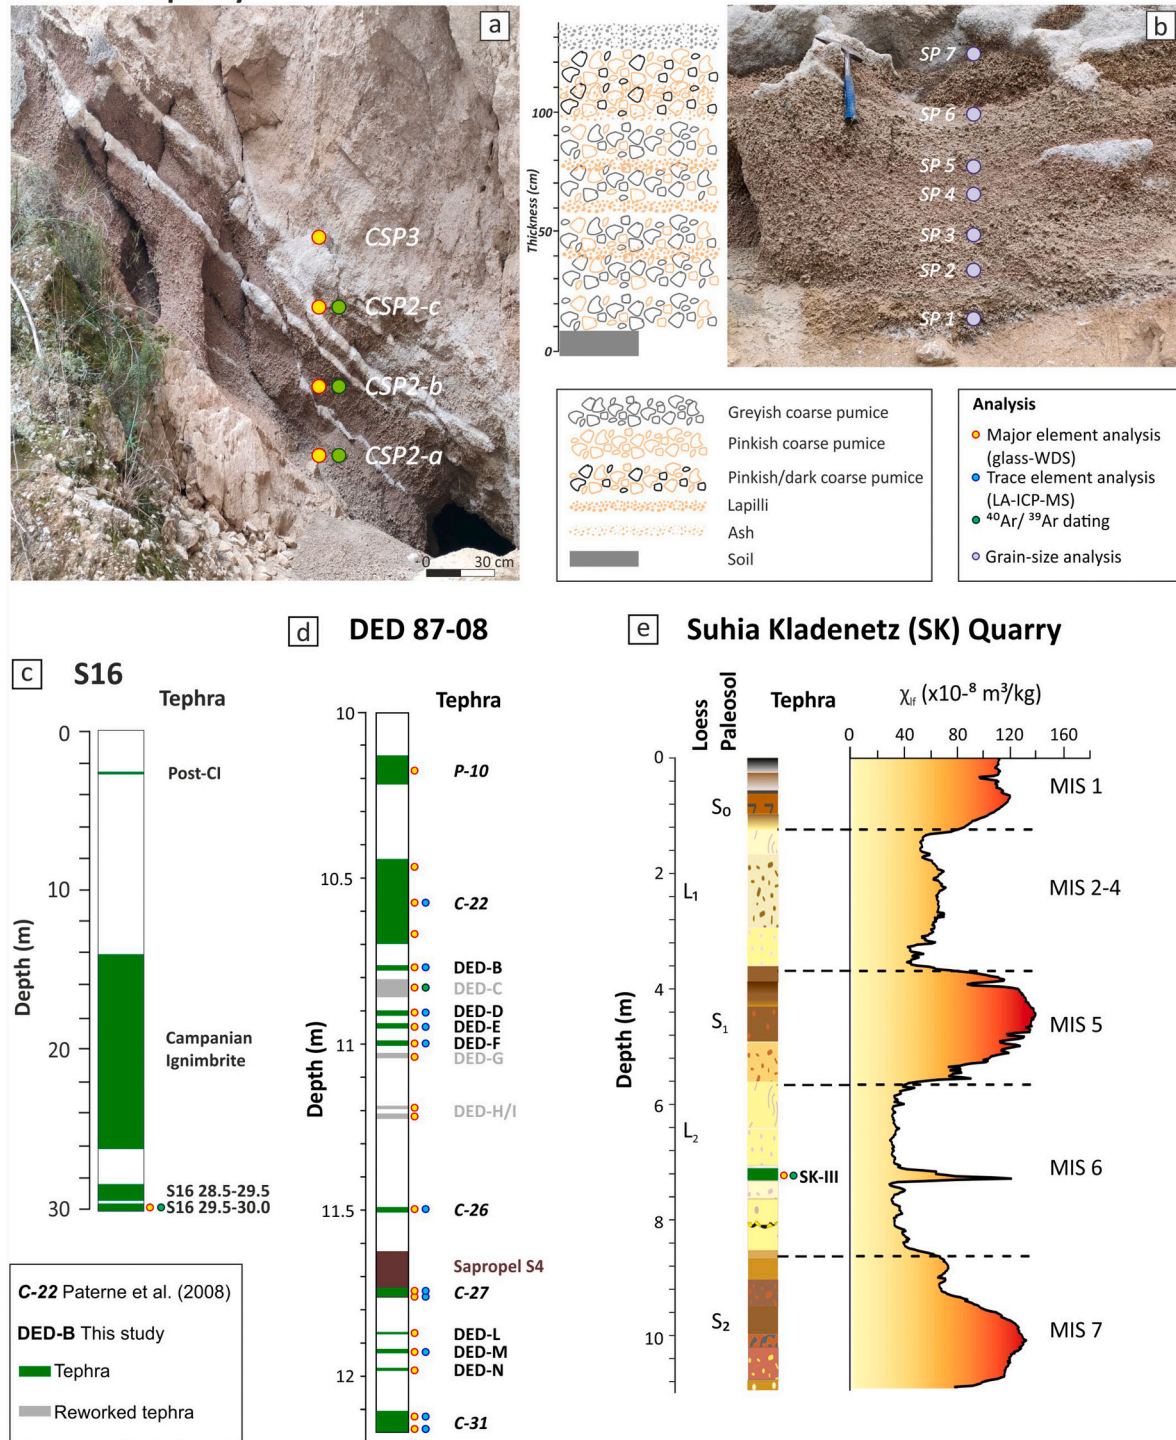 a
CSP3
CSP2-c
CSP2-b
CSP2-a
0 30 cm
Thickness (cm)
100
50
0
b
SP 7
SP 6
SP 5
SP 4
SP 3
SP 2
SP 1
Greyish coarse pumice
Pinkish coarse pumice
Pinkish/dark coarse pumice
Lapilli
Ash
Soil
Analysis
Major element analysis
(glass-WDS)
Trace element analysis
(LA-ICP-MS)
⁴⁰Ar/ ³⁹Ar dating
Grain-size analysis
c S16
Tephra
Depth (m)
0
10
20
30
Post-CI
Campanian
Ignimbrite
S16 28.5-29.5
S16 29.5-30.0
C-22 Paterne et al. (2008)
DED-B This study
Tephra
Reworked tephra
d DED 87-08
Tephra
Depth (m)
10
10.5
11.0
11.5
12
P-10
C-22
DED-B
DED-C
DED-D
DED-E
DED-F
DED-G
DED-H/I
C-26
Sapropel S4
C-27
DED-L
DED-M
DED-N
C-31
e Suhia Kladenetz (SK) Quarry
Loess
Paleosol
Tephra
χlf (x10-⁸ m³/kg)
0 40 80 120 160
Depth (m)
0
2
4
6
8
10
S₀
L₁
S₁
L₂
S₂
SK-III
MIS 1
MIS 2-4
MIS 5
MIS 6
MIS 7